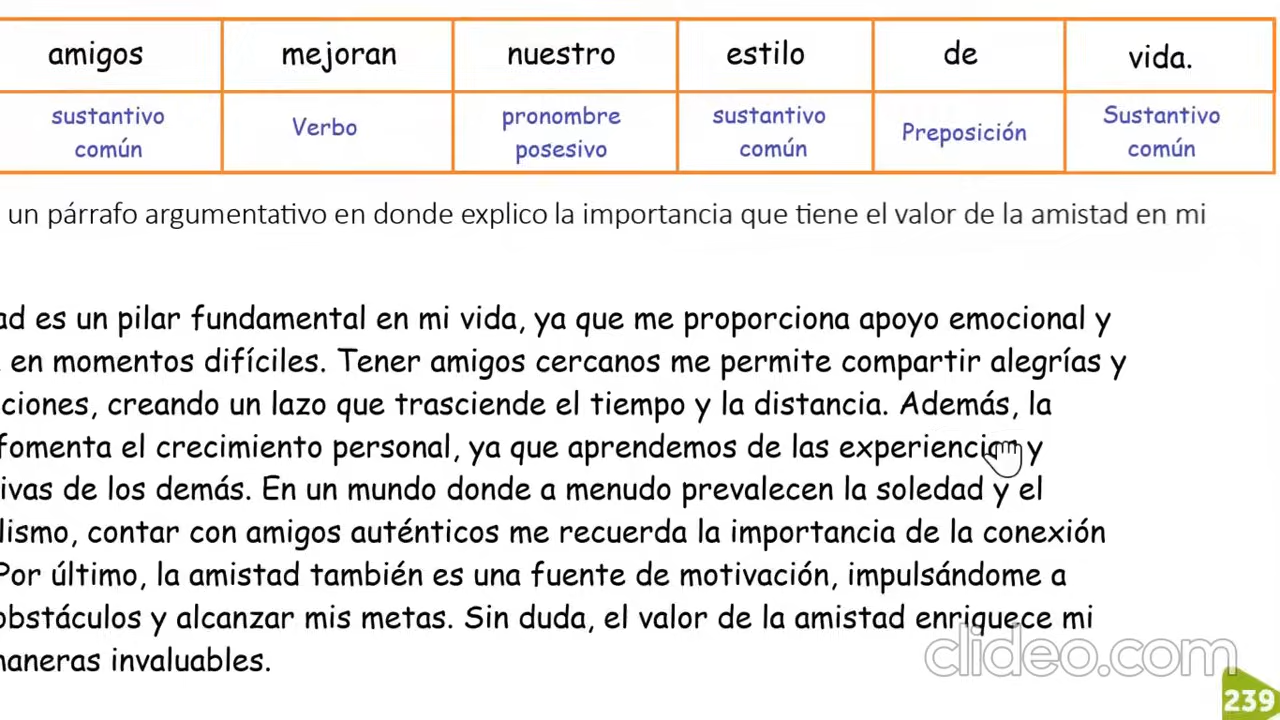 amigos mejoran nuestro estilo de vida.
sustantivo común Verbo pronombre posesivo sustantivo común Preposición Sustantivo común
un párrafo argumentativo en donde explico la importancia que tiene el valor de la amistad en mi
ad es un pilar fundamental en mi vida, ya que me proporciona apoyo emocional y
en momentos difíciles. Tener amigos cercanos me permite compartir alegrías y
ciones, creando un lazo que trasciende el tiempo y la distancia. Además, la
fomenta el crecimiento personal, ya que aprendemos de las experiencias y
ivas de los demás. En un mundo donde a menudo prevalecen la soledad y el
lismo, contar con amigos auténticos me recuerda la importancia de la conexión
Por último, la amistad también es una fuente de motivación, impulsándome a
obstáculos y alcanzar mis metas. Sin duda, el valor de la amistad enriquece mi
maneras invaluables.
clideo.com
239